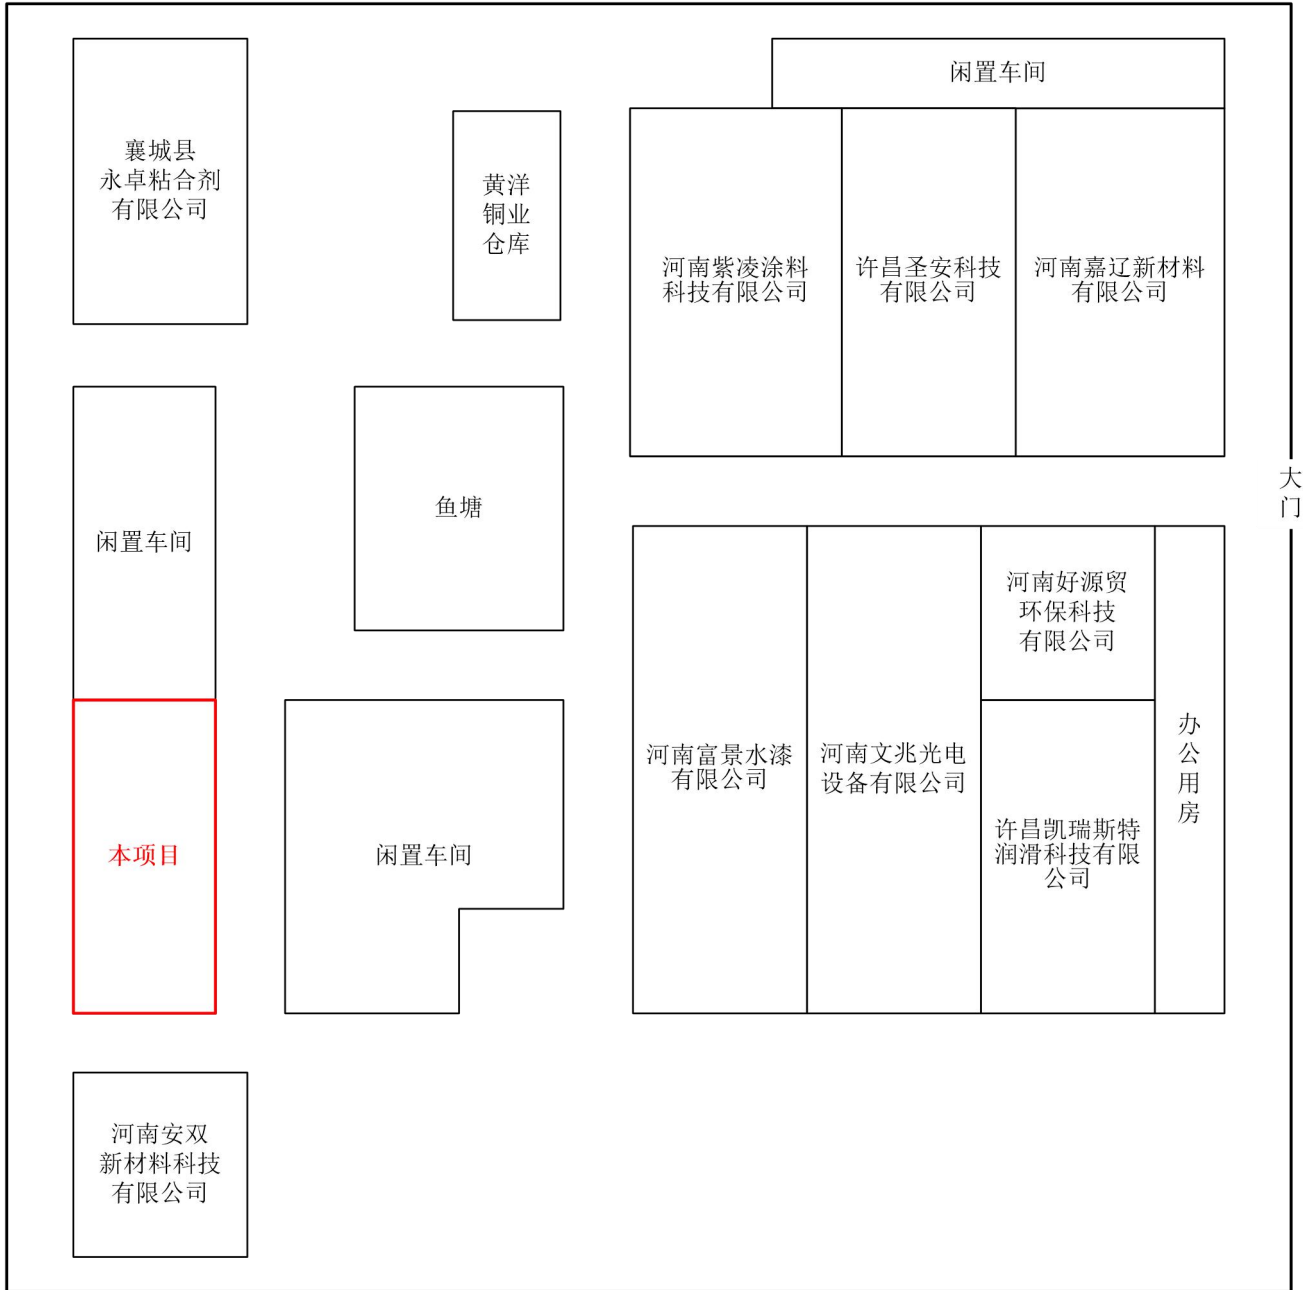 闲置车间
襄城县
永卓粘合剂
有限公司
黄洋
铜业
仓库
河南紫凌涂料
科技有限公司
许昌圣安科技
有限公司
河南嘉辽新材料
有限公司
大
门
闲置车间
鱼塘
河南好源贸
环保科技
有限公司
河南富景水漆
有限公司
河南文兆光电
设备有限公司
办
公
用
房
许昌凯瑞斯特
润滑科技有限
公司
本项目
闲置车间
河南安双
新材料科技
有限公司